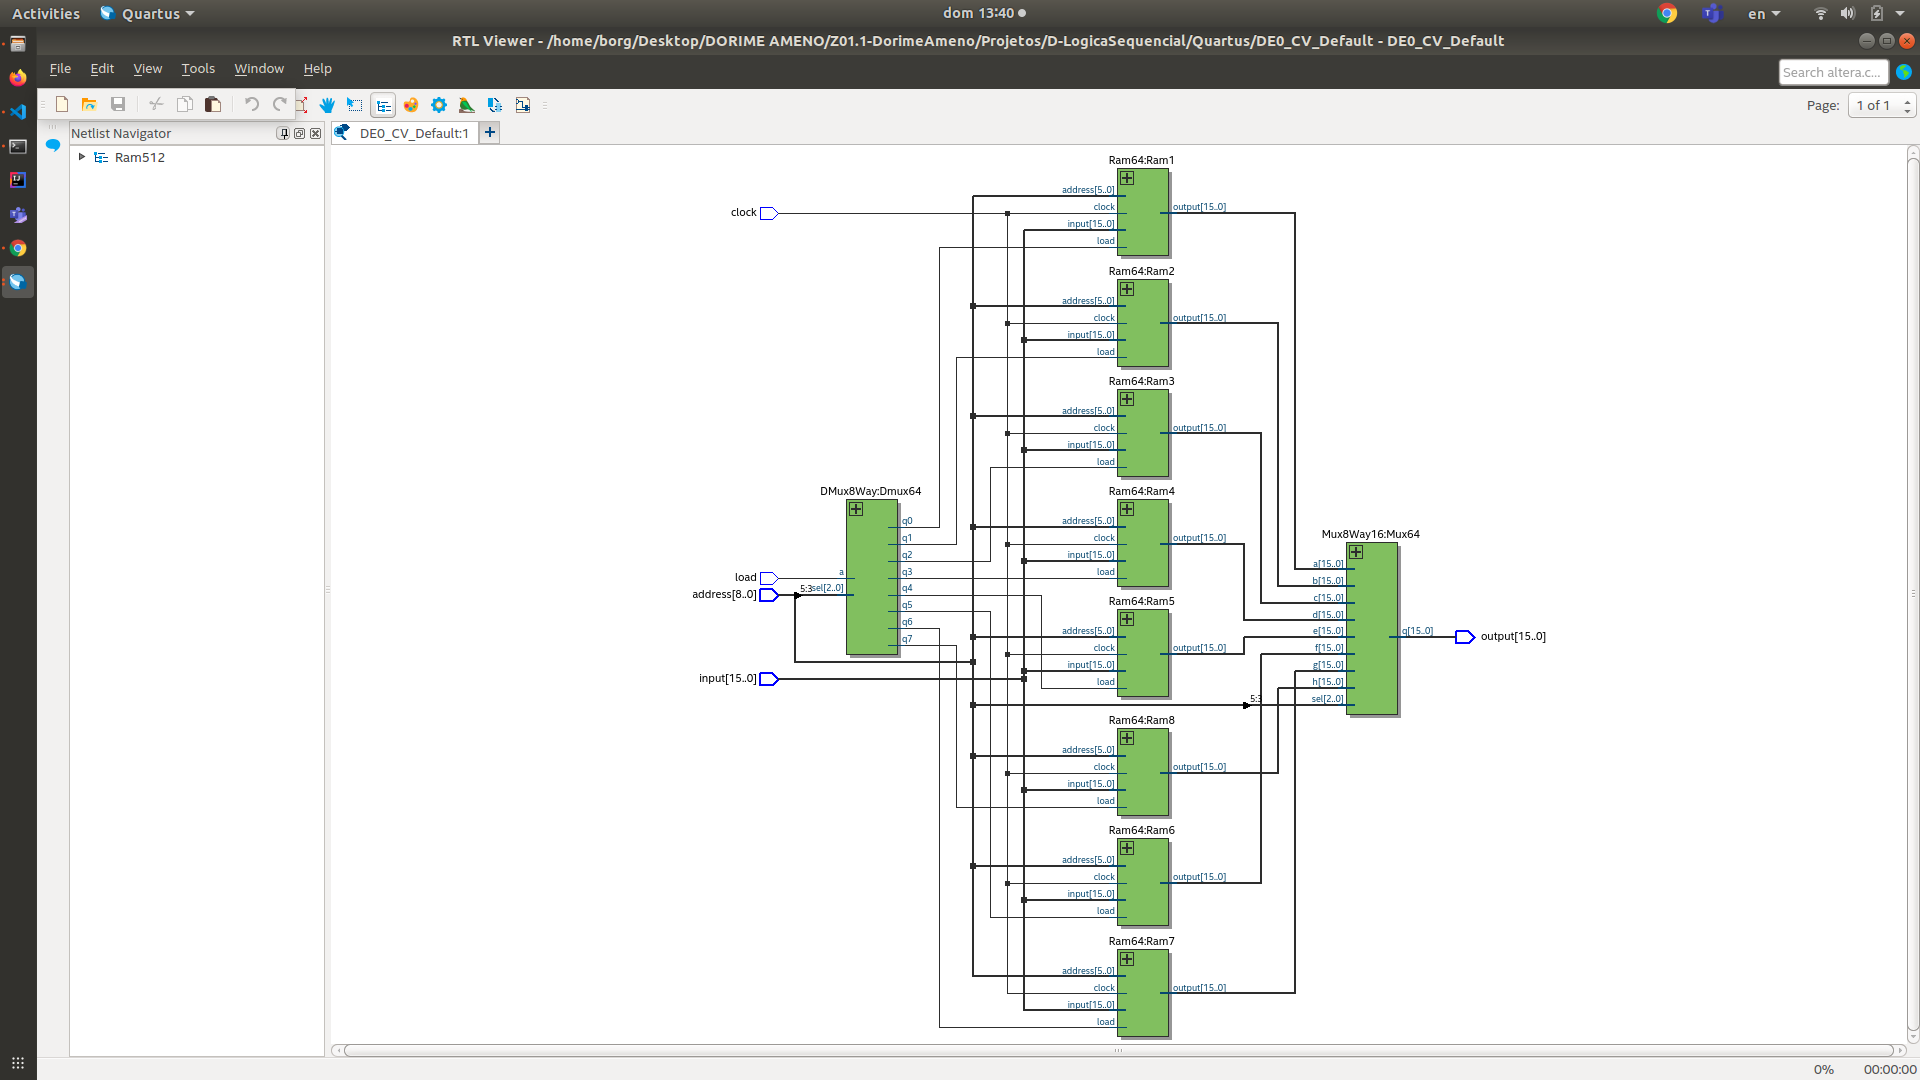 Activities
Quartus
dom 13:40
en
RTL Viewer - /home/borg/Desktop/DORIME AMENO/Z01.1-DorimeAmeno/Projetos/D-LogicaSequencial/Quartus/DE0_CV_Default - DE0_CV_Default
File Edit View Tools Window Help
Search altera.c...
Page: 1 of 1
Netlist Navigator
DE0_CV_Default:1
Ram512
Ram64:Ram1
address[5..0]
clock
input[15..0]
load
output[15..0]
clock
Ram64:Ram2
address[5..0]
clock
input[15..0]
load
output[15..0]
Ram64:Ram3
address[5..0]
clock
input[15..0]
load
output[15..0]
DMux8Way:Dmux64
a
5:3
sel[2..0]
q0
q1
q2
q3
q4
q5
q6
q7
load
address[8..0]
input[15..0]
Ram64:Ram4
address[5..0]
clock
input[15..0]
load
output[15..0]
Ram64:Ram5
address[5..0]
clock
input[15..0]
load
output[15..0]
Mux8Way16:Mux64
a[15..0]
b[15..0]
c[15..0]
d[15..0]
e[15..0]
f[15..0]
g[15..0]
h[15..0]
5:3
sel[2..0]
q[15..0]
output[15..0]
Ram64:Ram8
address[5..0]
clock
input[15..0]
load
output[15..0]
Ram64:Ram6
address[5..0]
clock
input[15..0]
load
output[15..0]
Ram64:Ram7
address[5..0]
clock
input[15..0]
load
output[15..0]
0% 00:00:00